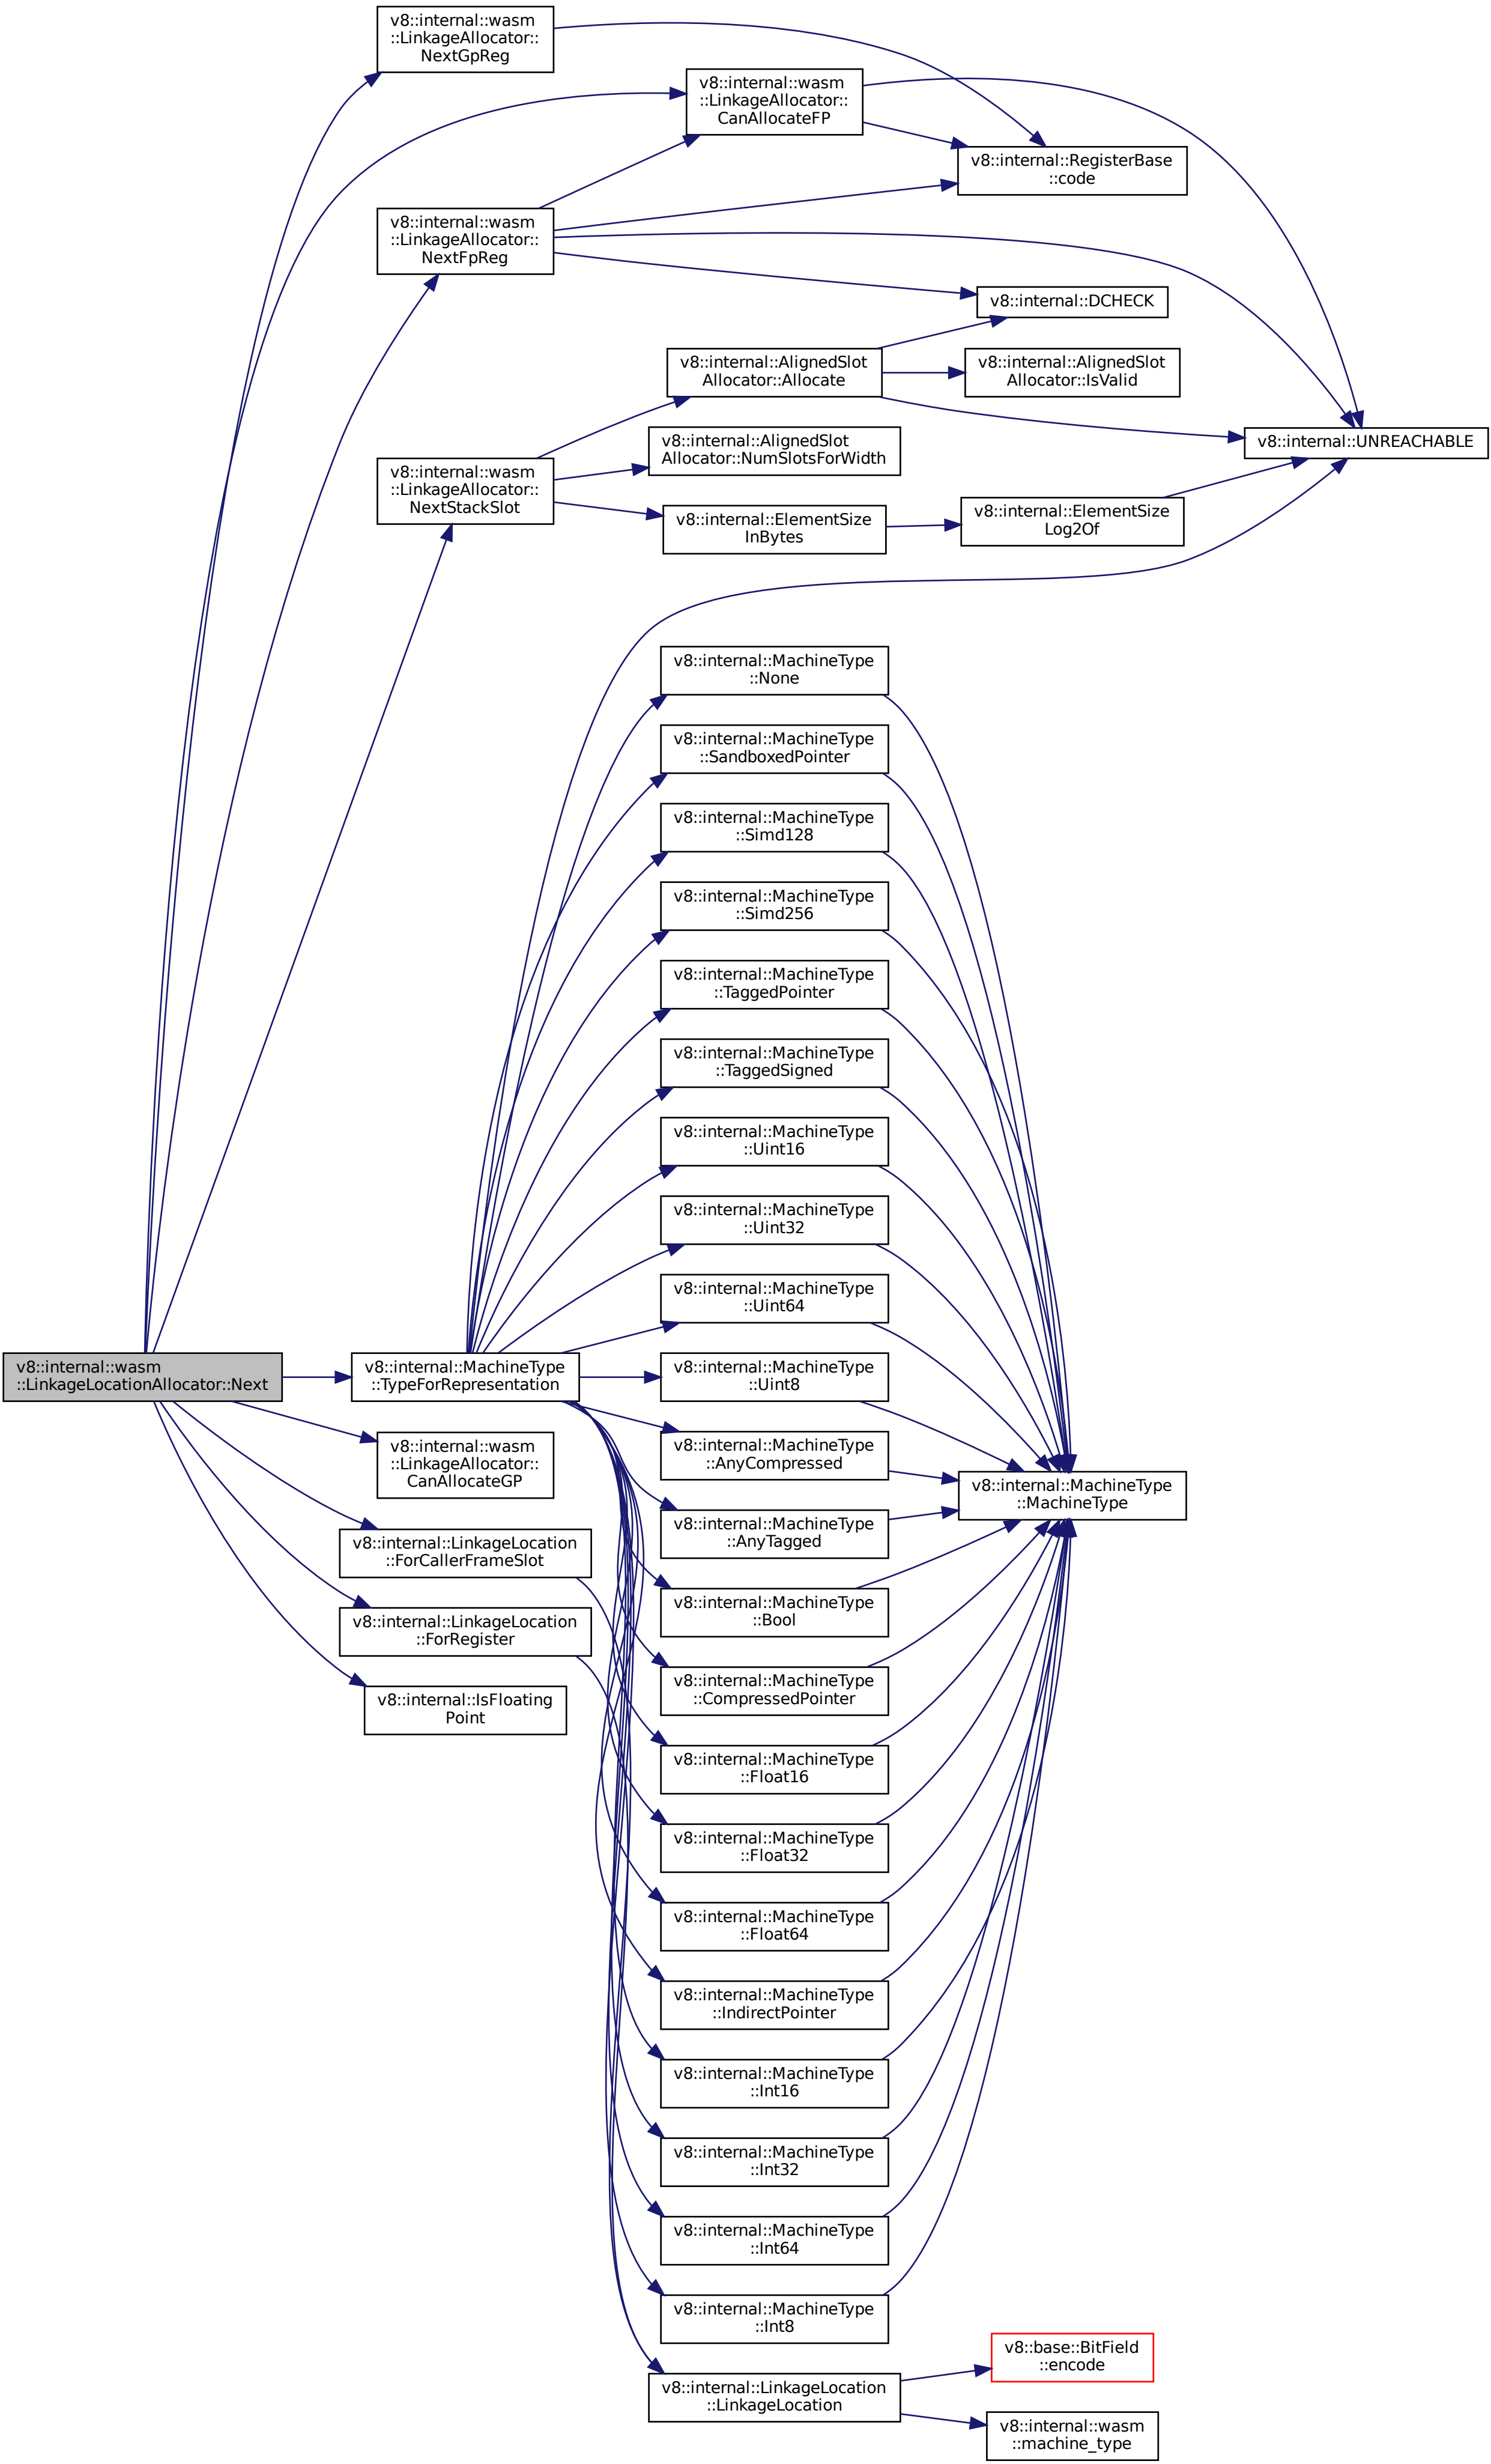 v8::internal::wasm
::LinkageAllocator::
NextGpReg
v8::internal::wasm
::LinkageAllocator::
CanAllocateFP
v8::internal::RegisterBase
::code
v8::internal::wasm
::LinkageAllocator::
NextFpReg
v8::internal::DCHECK
v8::internal::AlignedSlot
Allocator::Allocate
v8::internal::AlignedSlot
Allocator::IsValid
v8::internal::UNREACHABLE
v8::internal::AlignedSlot
Allocator::NumSlotsForWidth
v8::internal::wasm
::LinkageAllocator::
NextStackSlot
v8::internal::ElementSize
InBytes
v8::internal::ElementSize
Log2Of
v8::internal::MachineType
::None
v8::internal::MachineType
::SandboxedPointer
v8::internal::MachineType
::Simd128
v8::internal::MachineType
::Simd256
v8::internal::MachineType
::TaggedPointer
v8::internal::MachineType
::TaggedSigned
v8::internal::MachineType
::Uint16
v8::internal::MachineType
::Uint32
v8::internal::MachineType
::Uint64
v8::internal::wasm
::LinkageLocationAllocator::Next
v8::internal::MachineType
::TypeForRepresentation
v8::internal::MachineType
::Uint8
v8::internal::wasm
::LinkageAllocator::
CanAllocateGP
v8::internal::MachineType
::AnyCompressed
v8::internal::MachineType
::MachineType
v8::internal::LinkageLocation
::ForCallerFrameSlot
v8::internal::MachineType
::AnyTagged
v8::internal::LinkageLocation
::ForRegister
v8::internal::MachineType
::Bool
v8::internal::IsFloating
Point
v8::internal::MachineType
::CompressedPointer
v8::internal::MachineType
::Float16
v8::internal::MachineType
::Float32
v8::internal::MachineType
::Float64
v8::internal::MachineType
::IndirectPointer
v8::internal::MachineType
::Int16
v8::internal::MachineType
::Int32
v8::internal::MachineType
::Int64
v8::internal::MachineType
::Int8
v8::internal::LinkageLocation
::LinkageLocation
v8::base::BitField
::encode
v8::internal::wasm
::machine_type